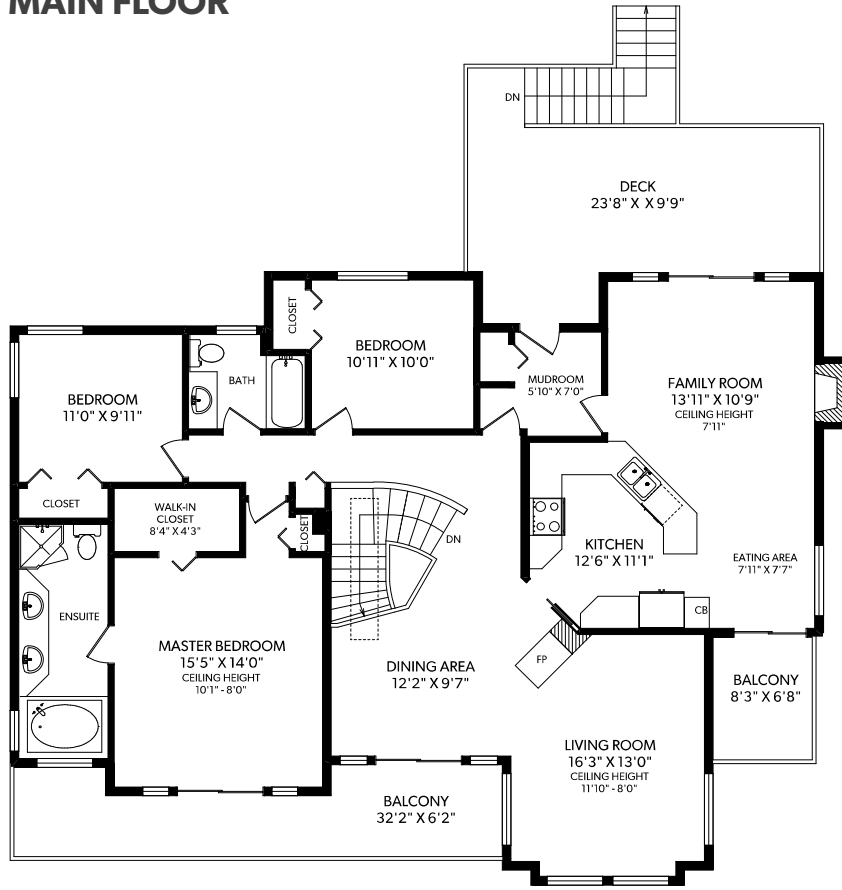 MAIN FLOOR
DN
DECK
23'8" X X 9'9"
CLOSET
BEDROOM
10'11" X 10'0"
BATH
MUDROOM
5'10" X 7'0"
FAMILY ROOM
13'11" X 10'9"
CEILING HEIGHT
7'11"
BEDROOM
11'0" X 9'11"
CLOSET
WALK-IN
CLOSET
8'4" X 4'3"
CLOSET
DN
KITCHEN
12'6" X 11'1"
EATING AREA
7'11" X 7'7"
CB
ENSUITE
MASTER BEDROOM
15'5" X 14'0"
CEILING HEIGHT
10'1" - 8'0"
DINING AREA
12'2" X 9'7"
FP
BALCONY
8'3" X 6'8"
LIVING ROOM
16'3" X 13'0"
CEILING HEIGHT
11'10" - 8'0"
BALCONY
32'2" X 6'2"